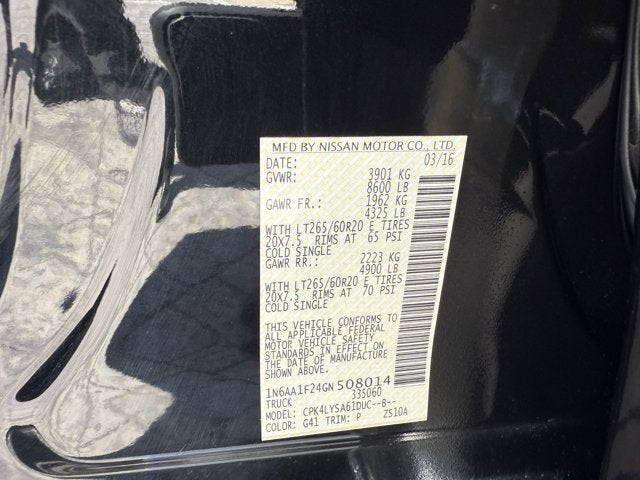 MFD BY NISSAN MOTOR CO., LTD.
DATE: 03/16
GVWR: 3901 KG
8600 LB
GAWR FR.: 1962 KG
4325 LB
WITH LT265/60R20 E TIRES
20X7.5 RIMS AT 65 PSI
COLD SINGLE
GAWR RR.: 2223 KG
4900 LB
WITH LT265/60R20 E TIRES
20X7.5 RIMS AT 70 PSI
COLD SINGLE
THIS VEHICLE CONFORMS TO
ALL APPLICABLE FEDERAL
MOTOR VEHICLE SAFETY
STANDARDS IN EFFECT ON
THE DATE OF MANUFACTURE
SHOWN ABOVE.
1N6AA1F24GN508014
TRUCK 335060
MODEL: CPK4LYSA61DUC--B--
COLOR: G41 TRIM: P ZS10A